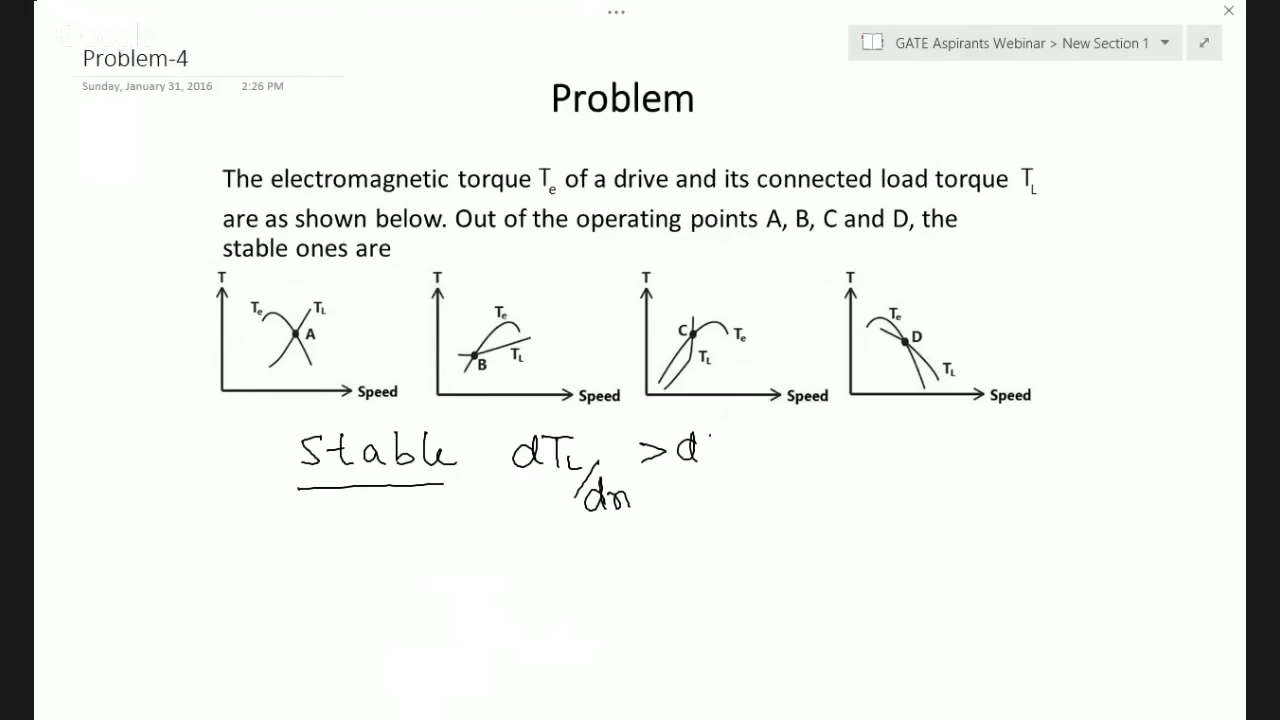 Google
Problem-4
Sunday, January 31, 2016 2:26 PM
GATE Aspirants Webinar > New Section 1
Problem
The electromagnetic torque Te of a drive and its connected load torque TL
are as shown below. Out of the operating points A, B, C and D, the
stable ones are
T Te TL A Speed
T Te TL B Speed
T C Te TL Speed
T Te D TL Speed
Stable dTL/dn > d